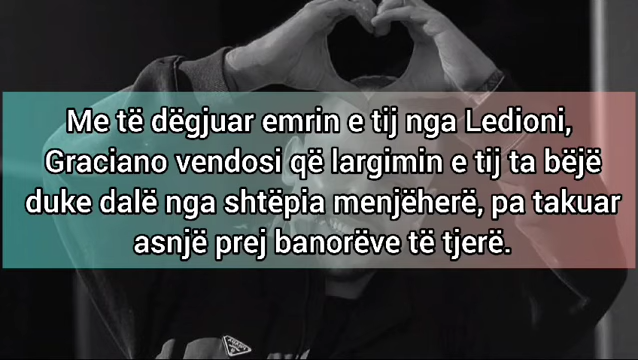 Me të dëgjuar emrin e tij nga Ledioni,
Graciano vendosi që largimin e tij ta bëjë
duke dalë nga shtëpia menjëherë, pa takuar
asnjë prej banorëve të tjerë.